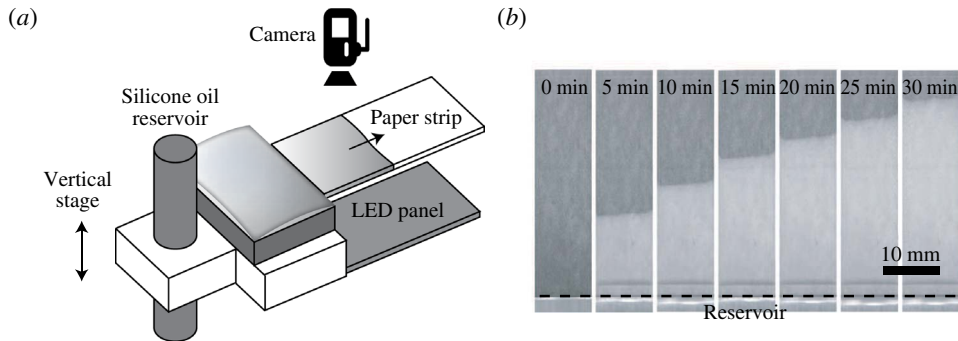 (a)
Camera
Silicone oil
reservoir
Paper strip
Vertical
stage
LED panel
(b)
0 min 5 min 10 min 15 min 20 min 25 min 30 min
10 mm
Reservoir